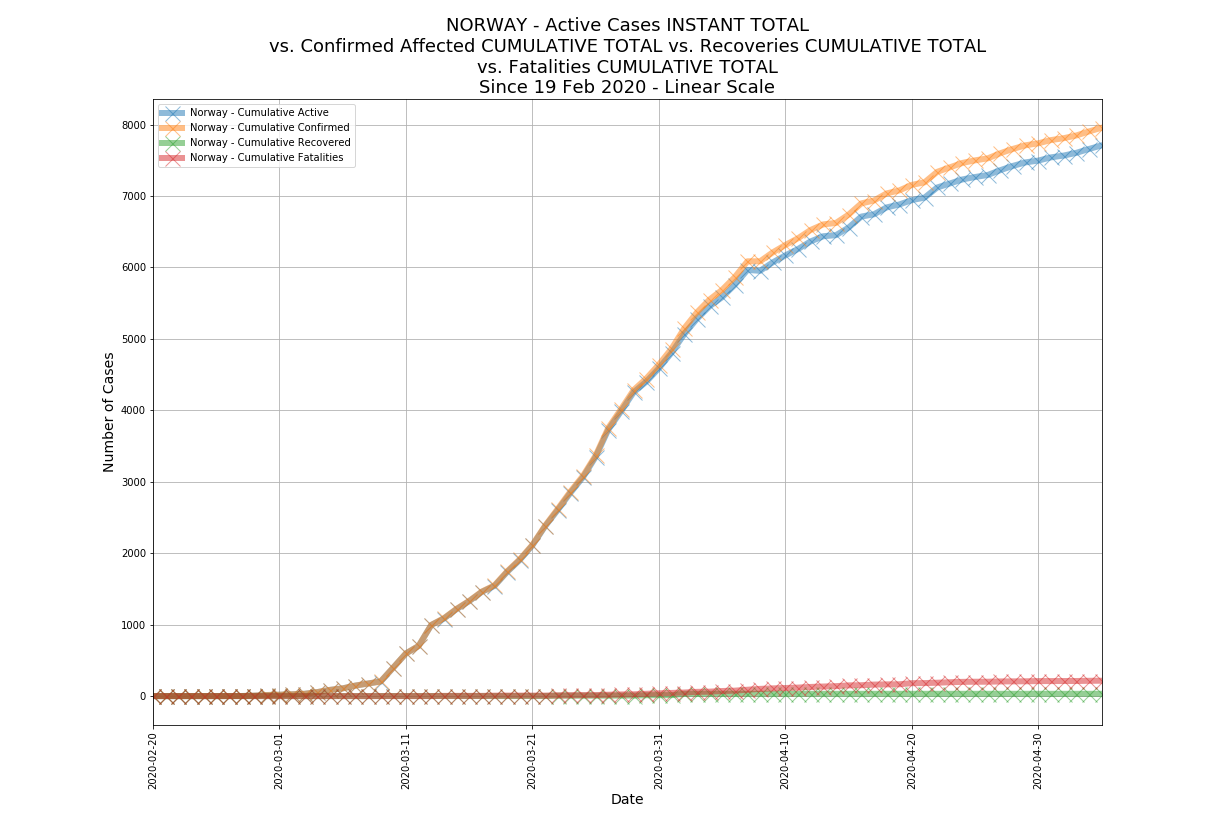 NORWAY - Active Cases INSTANT TOTAL
vs. Confirmed Affected CUMULATIVE TOTAL vs. Recoveries CUMULATIVE TOTAL
vs. Fatalities CUMULATIVE TOTAL
Since 19 Feb 2020 - Linear Scale
Norway - Cumulative Active
Norway - Cumulative Confirmed
Norway - Cumulative Recovered
Norway - Cumulative Fatalities
8000
7000
6000
5000
4000
3000
2000
1000
0
Number of Cases
2020-02-20
2020-03-01
2020-03-11
2020-03-21
2020-03-31
2020-04-10
2020-04-20
2020-04-30
Date